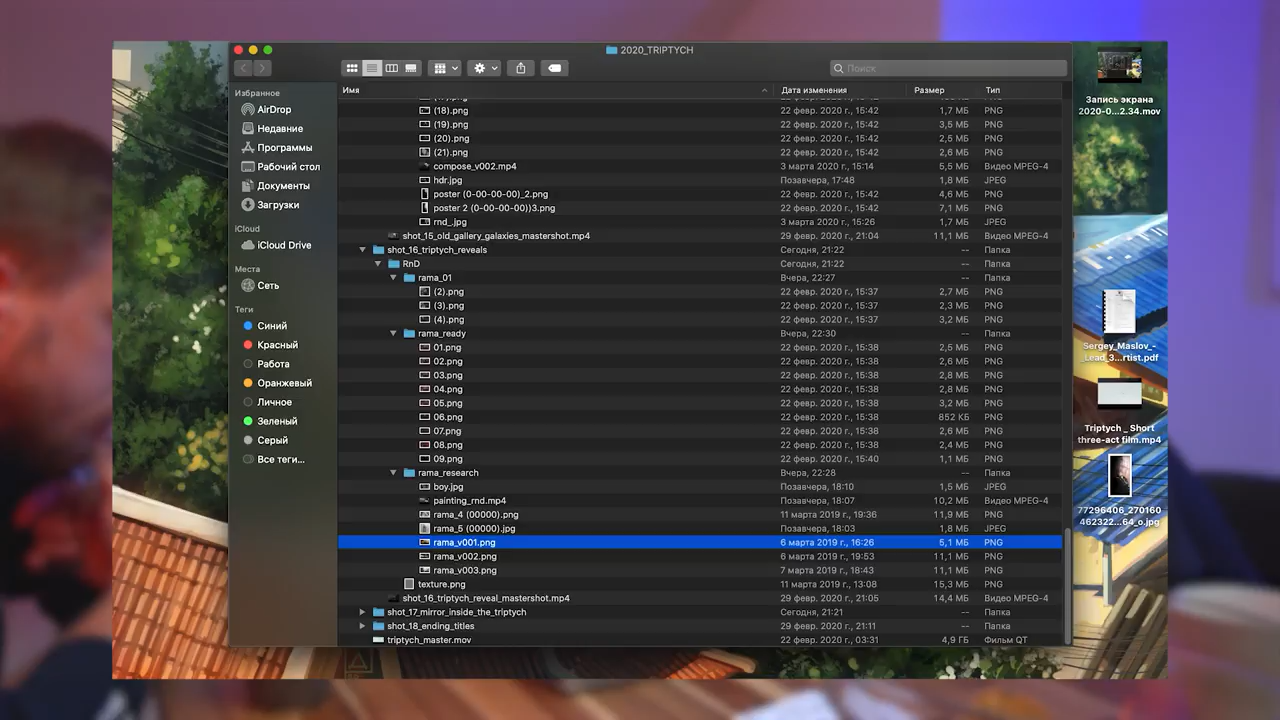 2020_TRIPTYCH
Поиск
Избранное
AirDrop
Недавние
Программы
Рабочий стол
Документы
Загрузки
iCloud
iCloud Drive
Места
Сеть
Теги
Синий
Красный
Работа
Оранжевый
Личное
Зеленый
Серый
Все теги...
Имя Дата изменения Размер Тип
(18).png 22 февр. 2020 г., 15:42 1,7 МБ PNG
(19).png 22 февр. 2020 г., 15:42 3,5 МБ PNG
(20).png 22 февр. 2020 г., 15:42 2,5 МБ PNG
(21).png 22 февр. 2020 г., 15:42 2,6 МБ PNG
compose_v002.mp4 3 марта 2020 г., 15:14 5,5 МБ Видео MPEG-4
hdr.jpg Позавчера, 17:48 1,8 МБ JPEG
poster (0-00-00-00)_2.png 22 февр. 2020 г., 15:42 4,6 МБ PNG
poster 2 (0-00-00-00))3.png 22 февр. 2020 г., 15:42 7,1 МБ PNG
rnd_.jpg 3 марта 2020 г., 15:26 1,7 МБ JPEG
shot_15_old_gallery_galaxies_mastershot.mp4 29 февр. 2020 г., 21:04 11,1 МБ Видео MPEG-4
shot_16_triptych_reveals Сегодня, 21:22 -- Папка
RnD Сегодня, 21:22 -- Папка
rama_01 Вчера, 22:27 -- Папка
(2).png 22 февр. 2020 г., 15:37 2,7 МБ PNG
(3).png 22 февр. 2020 г., 15:37 2,3 МБ PNG
(4).png 22 февр. 2020 г., 15:37 3,2 МБ PNG
rama_ready Вчера, 22:30 -- Папка
01.png 22 февр. 2020 г., 15:38 2,5 МБ PNG
02.png 22 февр. 2020 г., 15:38 2,6 МБ PNG
03.png 22 февр. 2020 г., 15:38 2,8 МБ PNG
04.png 22 февр. 2020 г., 15:38 2,8 МБ PNG
05.png 22 февр. 2020 г., 15:38 3,2 МБ PNG
06.png 22 февр. 2020 г., 15:38 852 КБ PNG
07.png 22 февр. 2020 г., 15:38 2,6 МБ PNG
08.png 22 февр. 2020 г., 15:38 2,4 МБ PNG
09.png 22 февр. 2020 г., 15:40 1,1 МБ PNG
rama_research Вчера, 22:28 -- Папка
boy.jpg Позавчера, 18:10 1,5 МБ JPEG
painting_rnd.mp4 Позавчера, 18:07 10,2 МБ Видео MPEG-4
rama_4 (00000).png 11 марта 2019 г., 19:36 11,9 МБ PNG
rama_5 (00000).jpg Позавчера, 18:03 1,8 МБ JPEG
rama_v001.png 6 марта 2019 г., 16:26 5,1 МБ PNG
rama_v002.png 6 марта 2019 г., 19:53 11,1 МБ PNG
rama_v003.png 7 марта 2019 г., 18:43 11,1 МБ PNG
texture.png 11 марта 2019 г., 13:08 15,3 МБ PNG
shot_16_triptych_reveal_mastershot.mp4 29 февр. 2020 г., 21:05 14,4 МБ Видео MPEG-4
shot_17_mirror_inside_the_triptych Сегодня, 21:21 -- Папка
shot_18_ending_titles 29 февр. 2020 г., 21:11 -- Папка
triptych_master.mov 22 февр. 2020 г., 03:31 4,9 ГБ Фильм QT
Запись экрана
2020-0...2.34.mov
Sergey_Maslov_-
_Lead_3...rtist.pdf
Triptych _ Short
three-act film.mp4
77296406_270160
462322...64_o.jpg